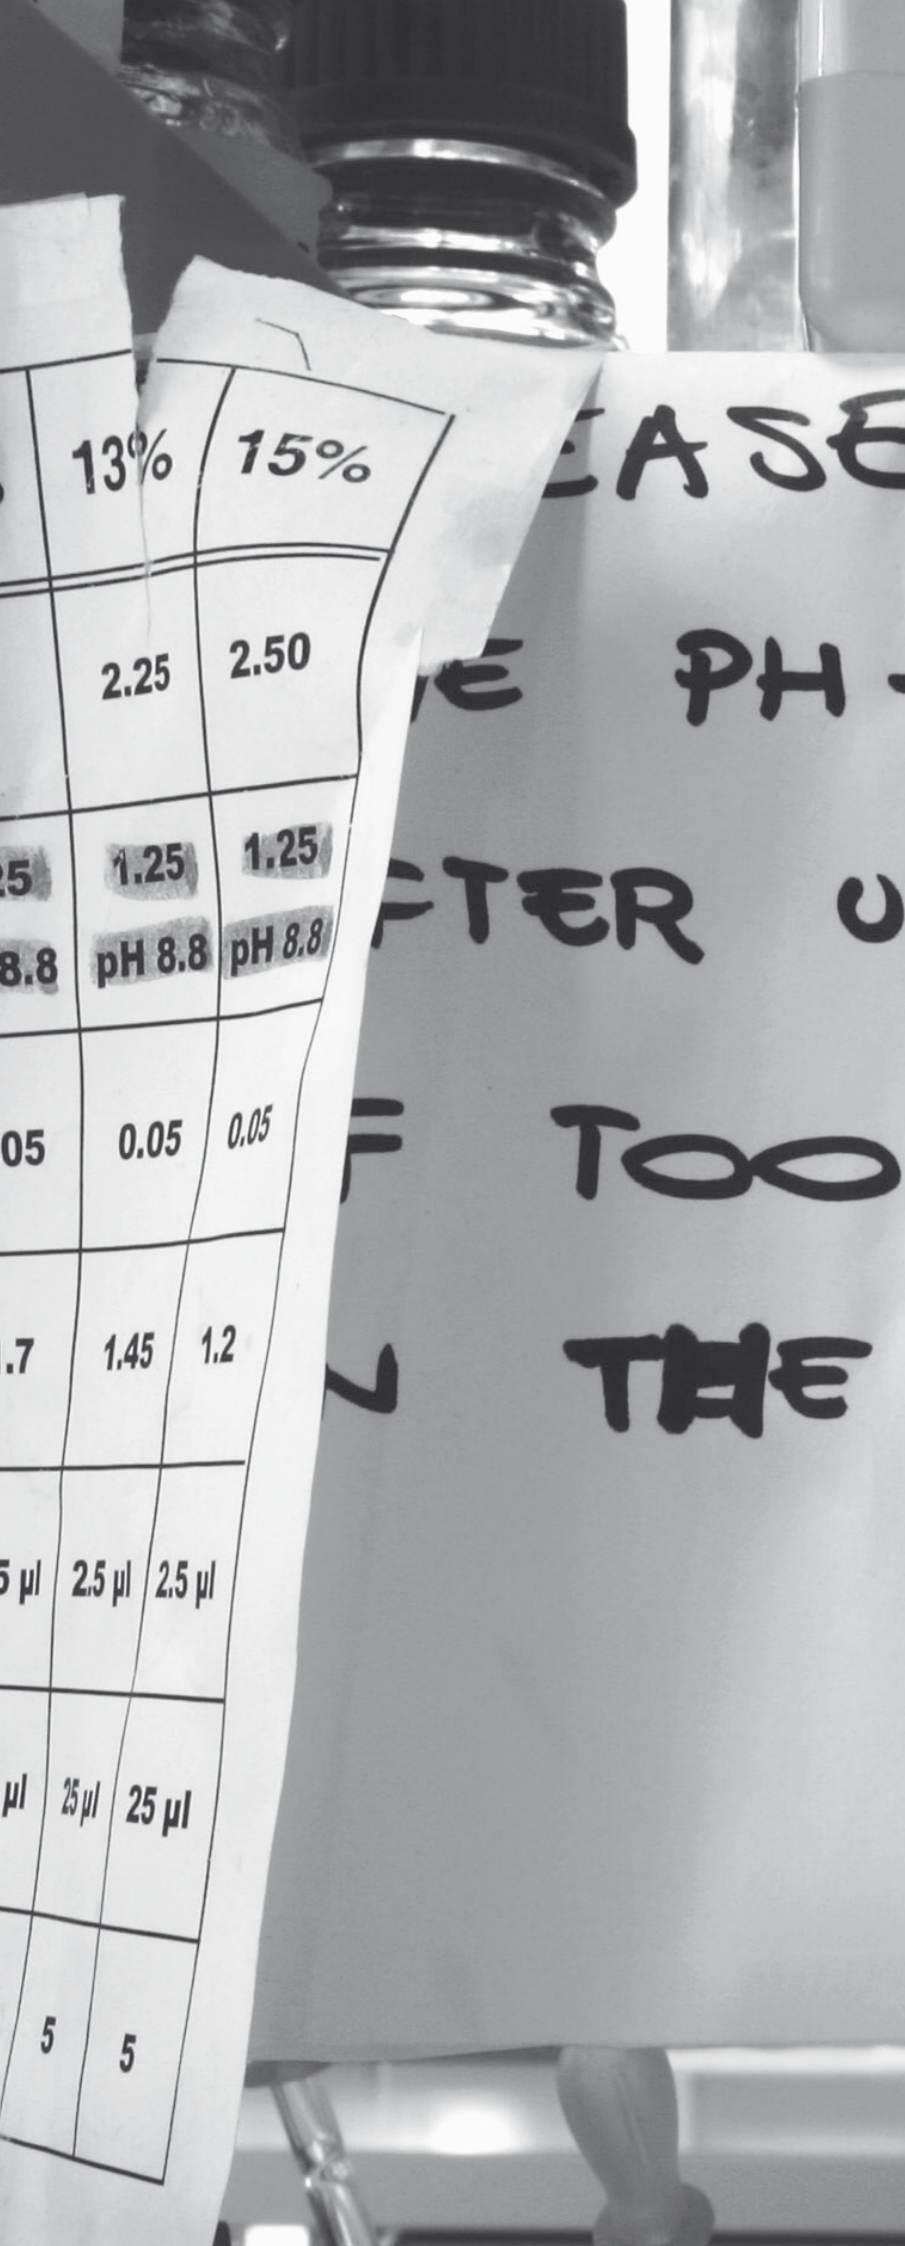 13% 15%
2.25 2.50
25 1.25 1.25
8.8 pH 8.8 pH 8.8
05 0.05 0.05
.7 1.45 1.2
5 µl 2.5 µl 2.5 µl
µl 25 µl 25 µl
5 5
EASE
E PH-
FTER U
F TOO
N THE